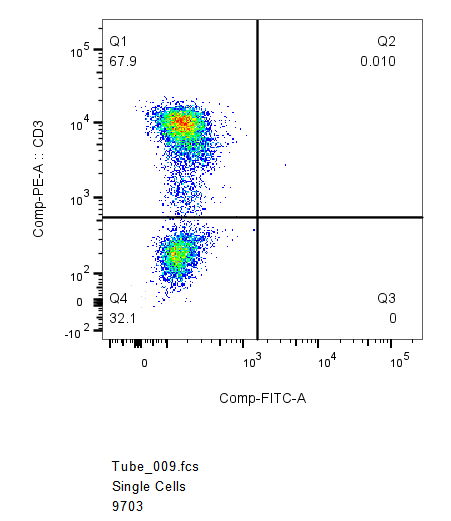 Q1
67.9
Q2
0.010
Q4
32.1
Q3
0
Comp-PE-A :: CD3
10^5
10^4
10^3
10^2
0
-10^2
0
10^3
10^4
10^5
Comp-FITC-A
Tube_009.fcs
Single Cells
9703